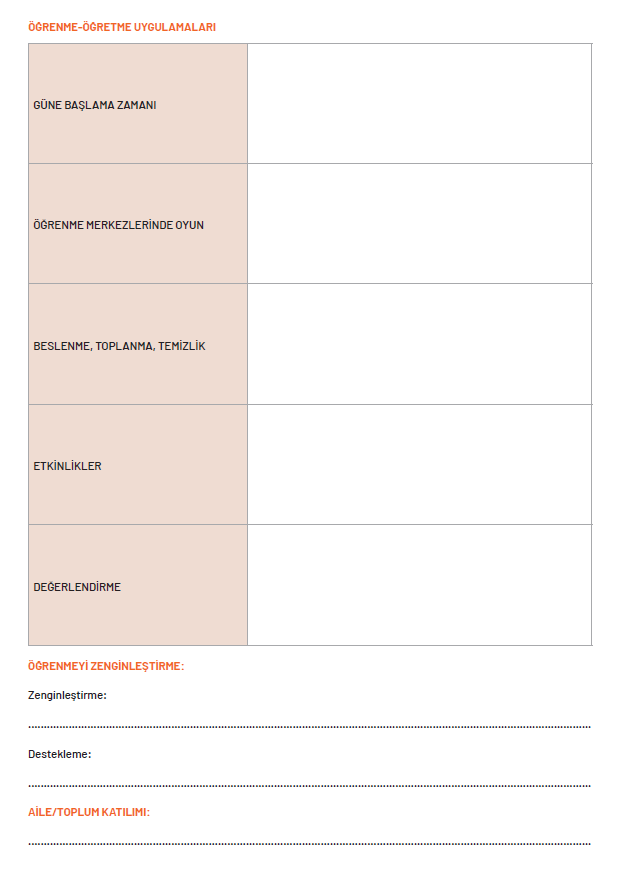 ÖĞRENME-ÖĞRETME UYGULAMALARI
GÜNE BAŞLAMA ZAMANI
ÖĞRENME MERKEZLERİNDE OYUN
BESLENME, TOPLANMA, TEMİZLİK
ETKİNLİKLER
DEĞERLENDİRME
ÖĞRENMEYİ ZENGİNLEŞTİRME:
Zenginleştirme:
Destekleme:
AİLE/TOPLUM KATILIMI: